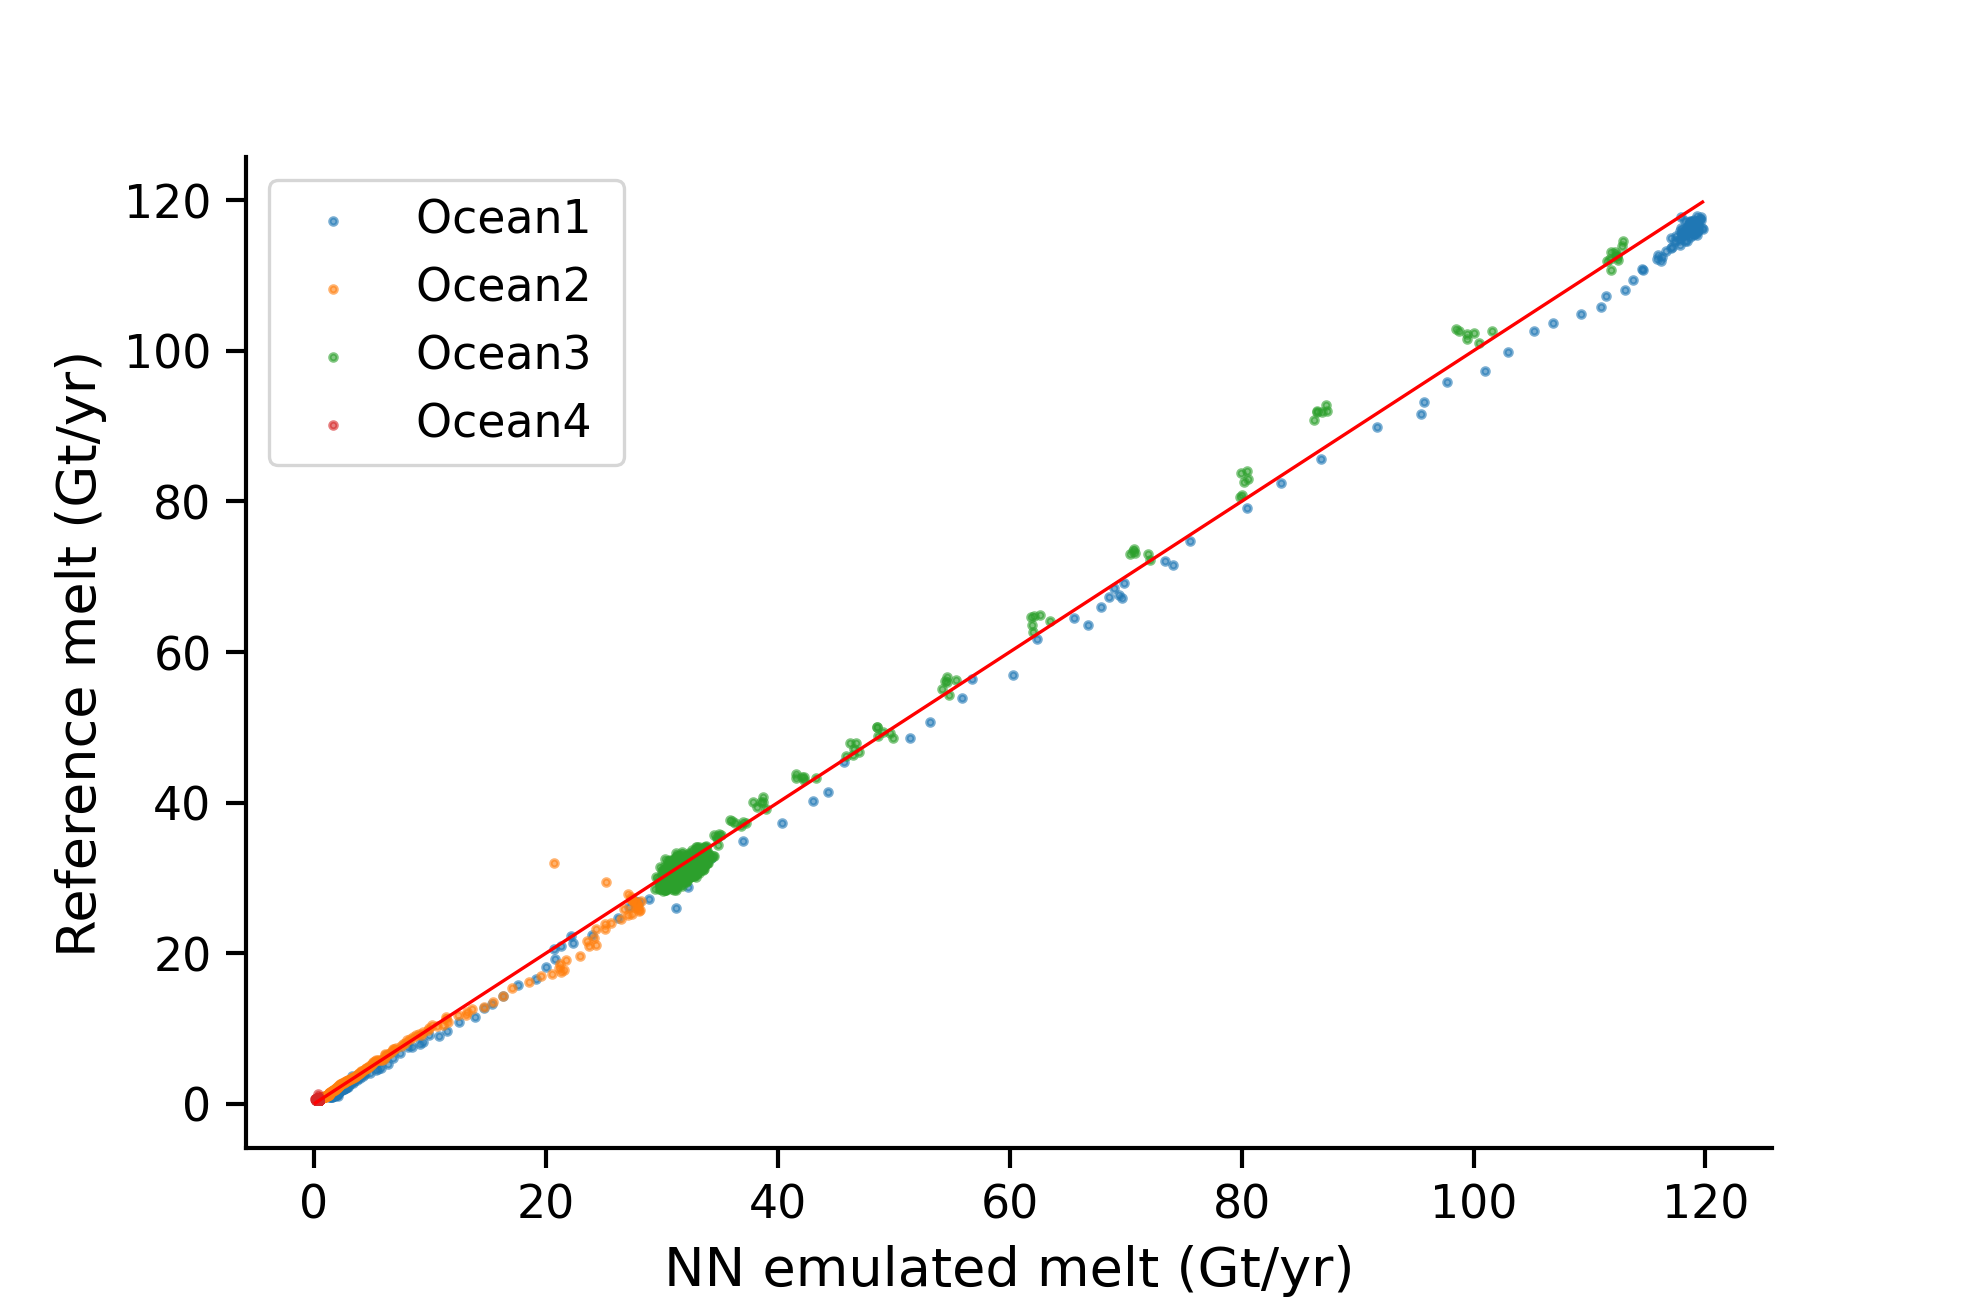 Ocean1
Ocean2
Ocean3
Ocean4
Reference melt (Gt/yr)
120
100
80
60
40
20
0
0 20 40 60 80 100 120
NN emulated melt (Gt/yr)